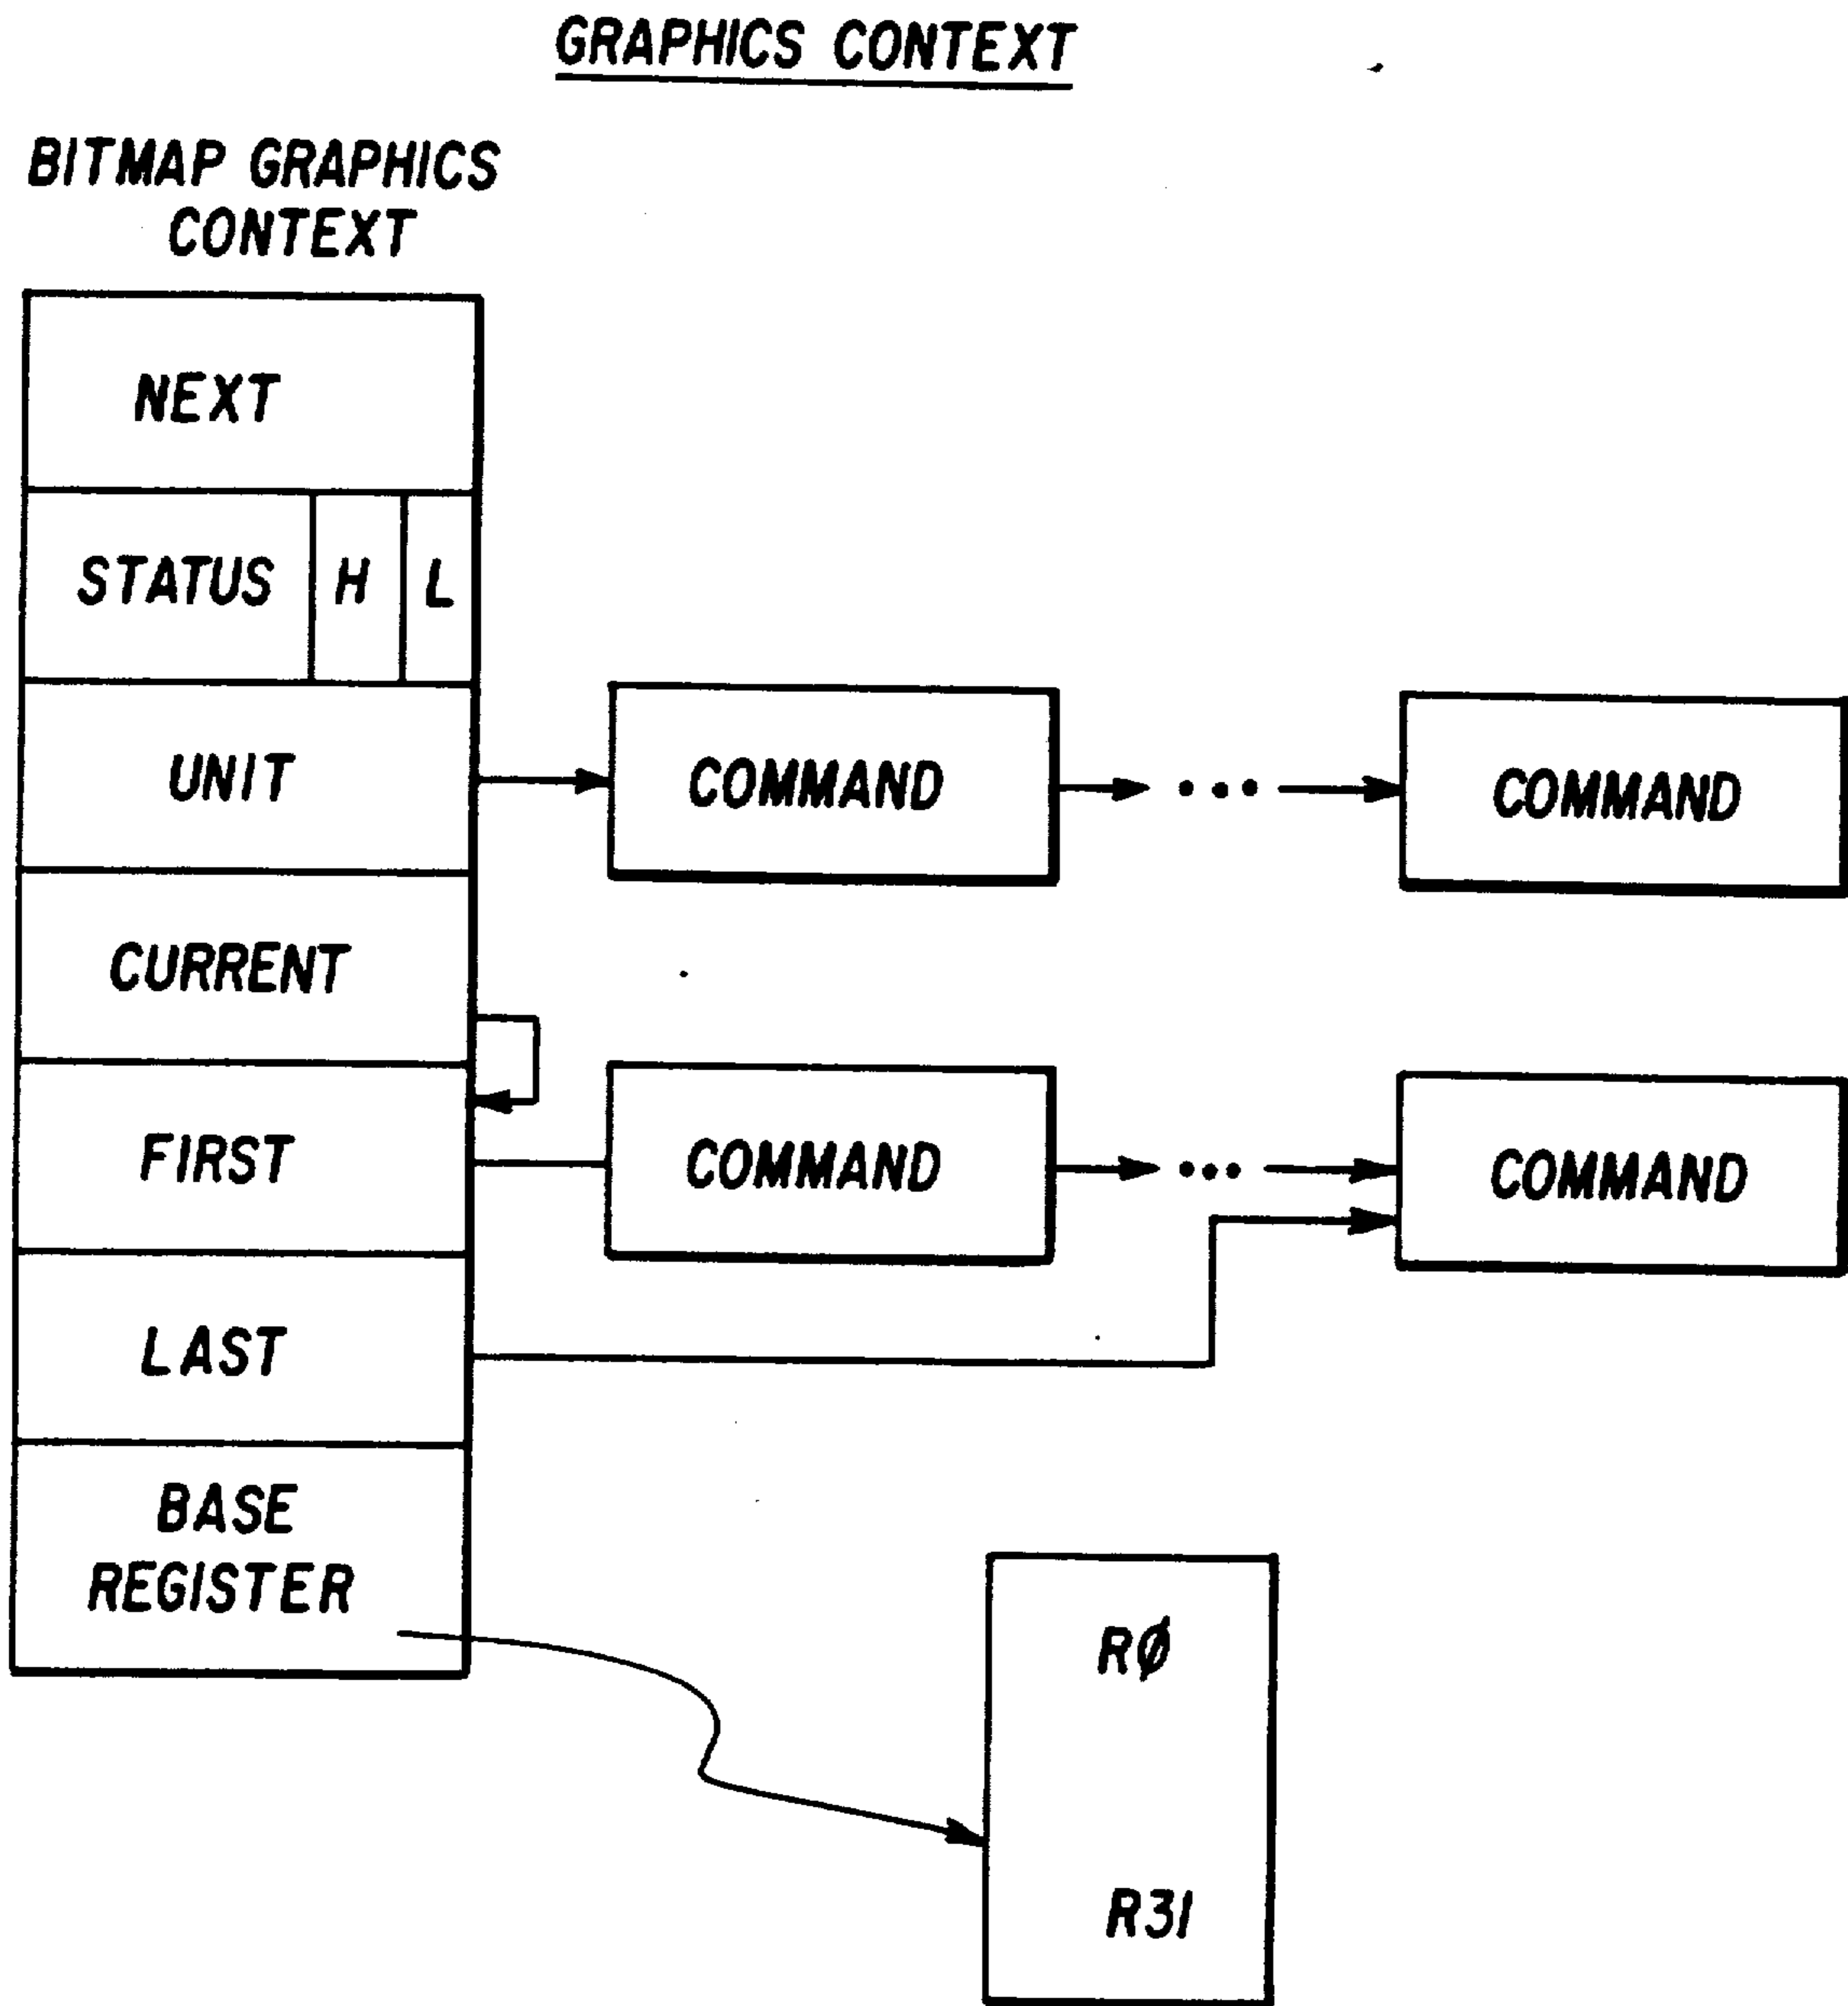 GRAPHICS CONTEXT
BITMAP GRAPHICS
CONTEXT
NEXT
STATUS H L
UNIT
COMMAND ... COMMAND
CURRENT
FIRST
COMMAND ... COMMAND
LAST
BASE
REGISTER
RØ
R31